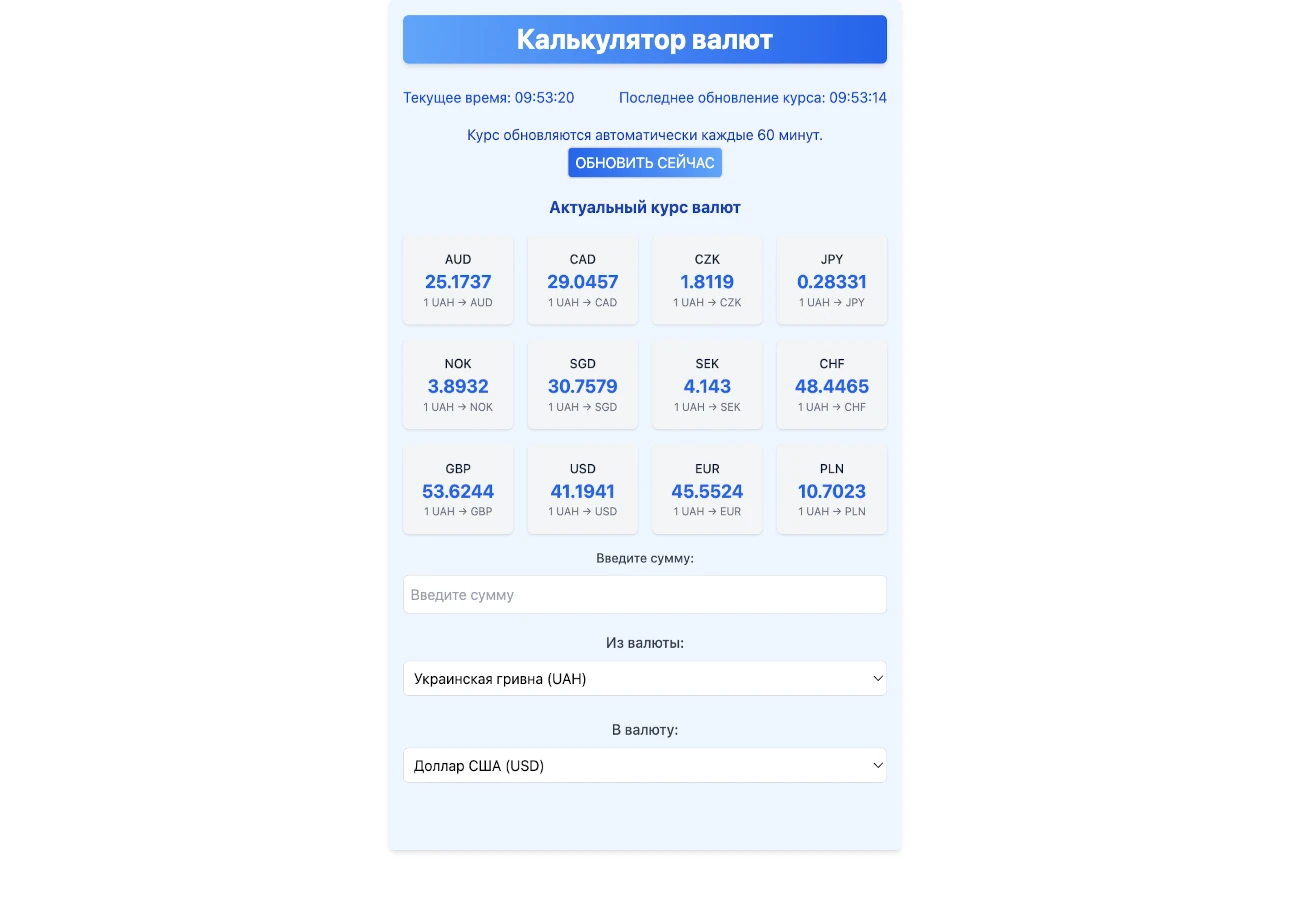 Калькулятор валют
Текущее время: 09:53:20 Последнее обновление курса: 09:53:14
Курс обновляются автоматически каждые 60 минут.
ОБНОВИТЬ СЕЙЧАС
Актуальный курс валют
AUD CAD CZK JPY
25.1737 29.0457 1.8119 0.28331
1 UAH → AUD 1 UAH → CAD 1 UAH → CZK 1 UAH → JPY
NOK SGD SEK CHF
3.8932 30.7579 4.143 48.4465
1 UAH → NOK 1 UAH → SGD 1 UAH → SEK 1 UAH → CHF
GBP USD EUR PLN
53.6244 41.1941 45.5524 10.7023
1 UAH → GBP 1 UAH → USD 1 UAH → EUR 1 UAH → PLN
Введите сумму:
Введите сумму
Из валюты:
Украинская гривна (UAH)
В валюту:
Доллар США (USD)